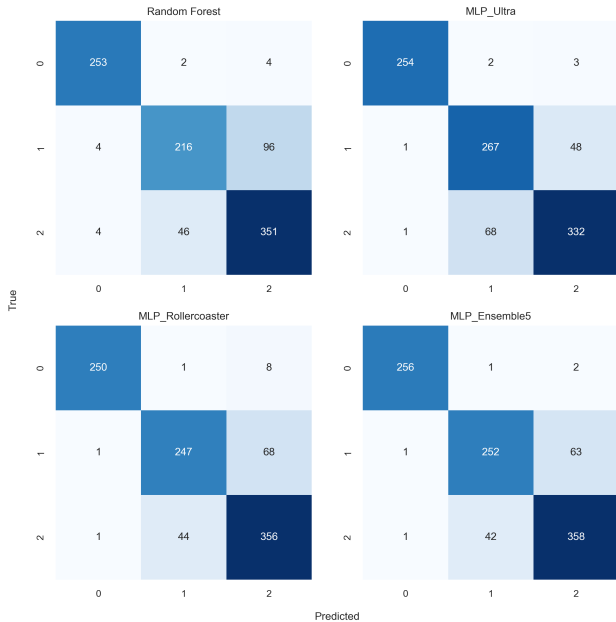 Random Forest
0 253 2 4
1 4 216 96
2 4 46 351
0 1 2
MLP_Ultra
0 254 2 3
1 1 267 48
2 1 68 332
0 1 2
True
MLP_Rollercoaster
0 250 1 8
1 1 247 68
2 1 44 356
0 1 2
MLP_Ensemble5
0 256 1 2
1 1 252 63
2 1 42 358
0 1 2
Predicted